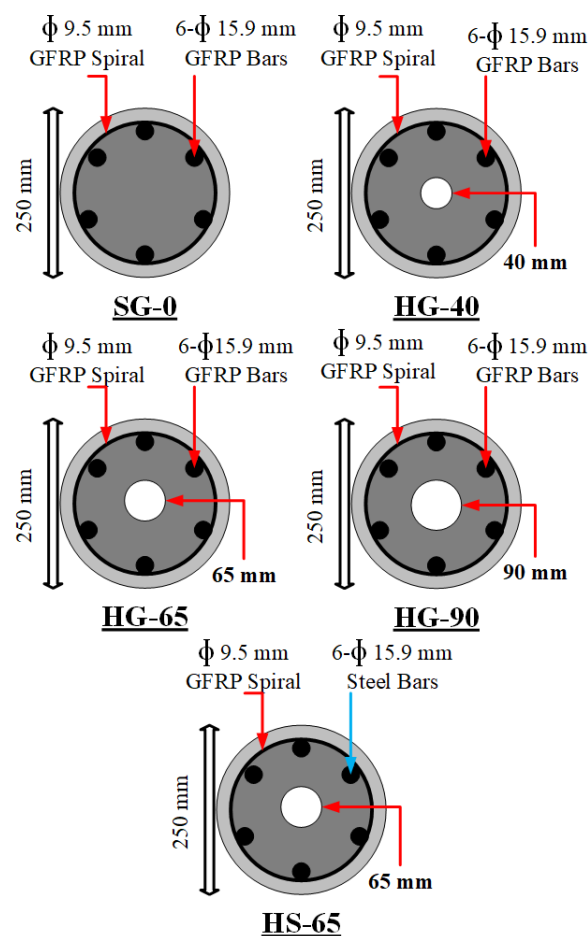 ϕ 9.5 mm
GFRP Spiral
6-ϕ 15.9 mm
GFRP Bars
250 mm
SG-0
ϕ 9.5 mm
GFRP Spiral
6-ϕ 15.9 mm
GFRP Bars
250 mm
40 mm
HG-40
ϕ 9.5 mm
GFRP Spiral
6-ϕ15.9 mm
GFRP Bars
250 mm
65 mm
HG-65
ϕ 9.5 mm
GFRP Spiral
6-ϕ 15.9 mm
GFRP Bars
250 mm
90 mm
HG-90
ϕ 9.5 mm
GFRP Spiral
6-ϕ 15.9 mm
Steel Bars
250 mm
65 mm
HS-65